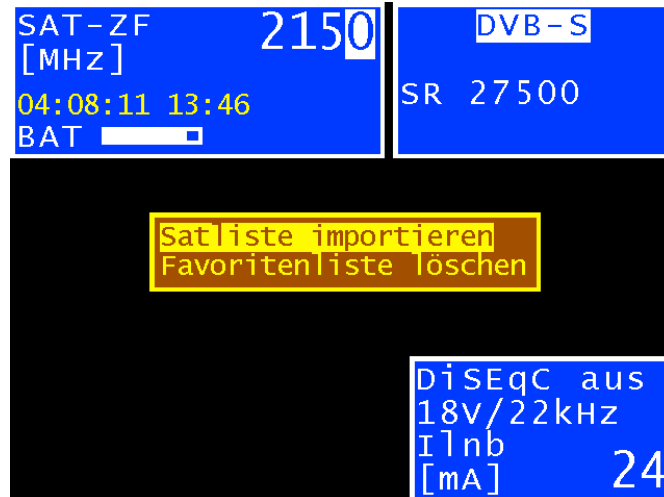 SAT-ZF 2150
[MHz]
04:08:11 13:46
BAT
DVB-S
SR 27500
Satliste importieren
Favoritenliste löschen
DiSEqC aus
18V/22kHz
Ilnb
[mA] 24